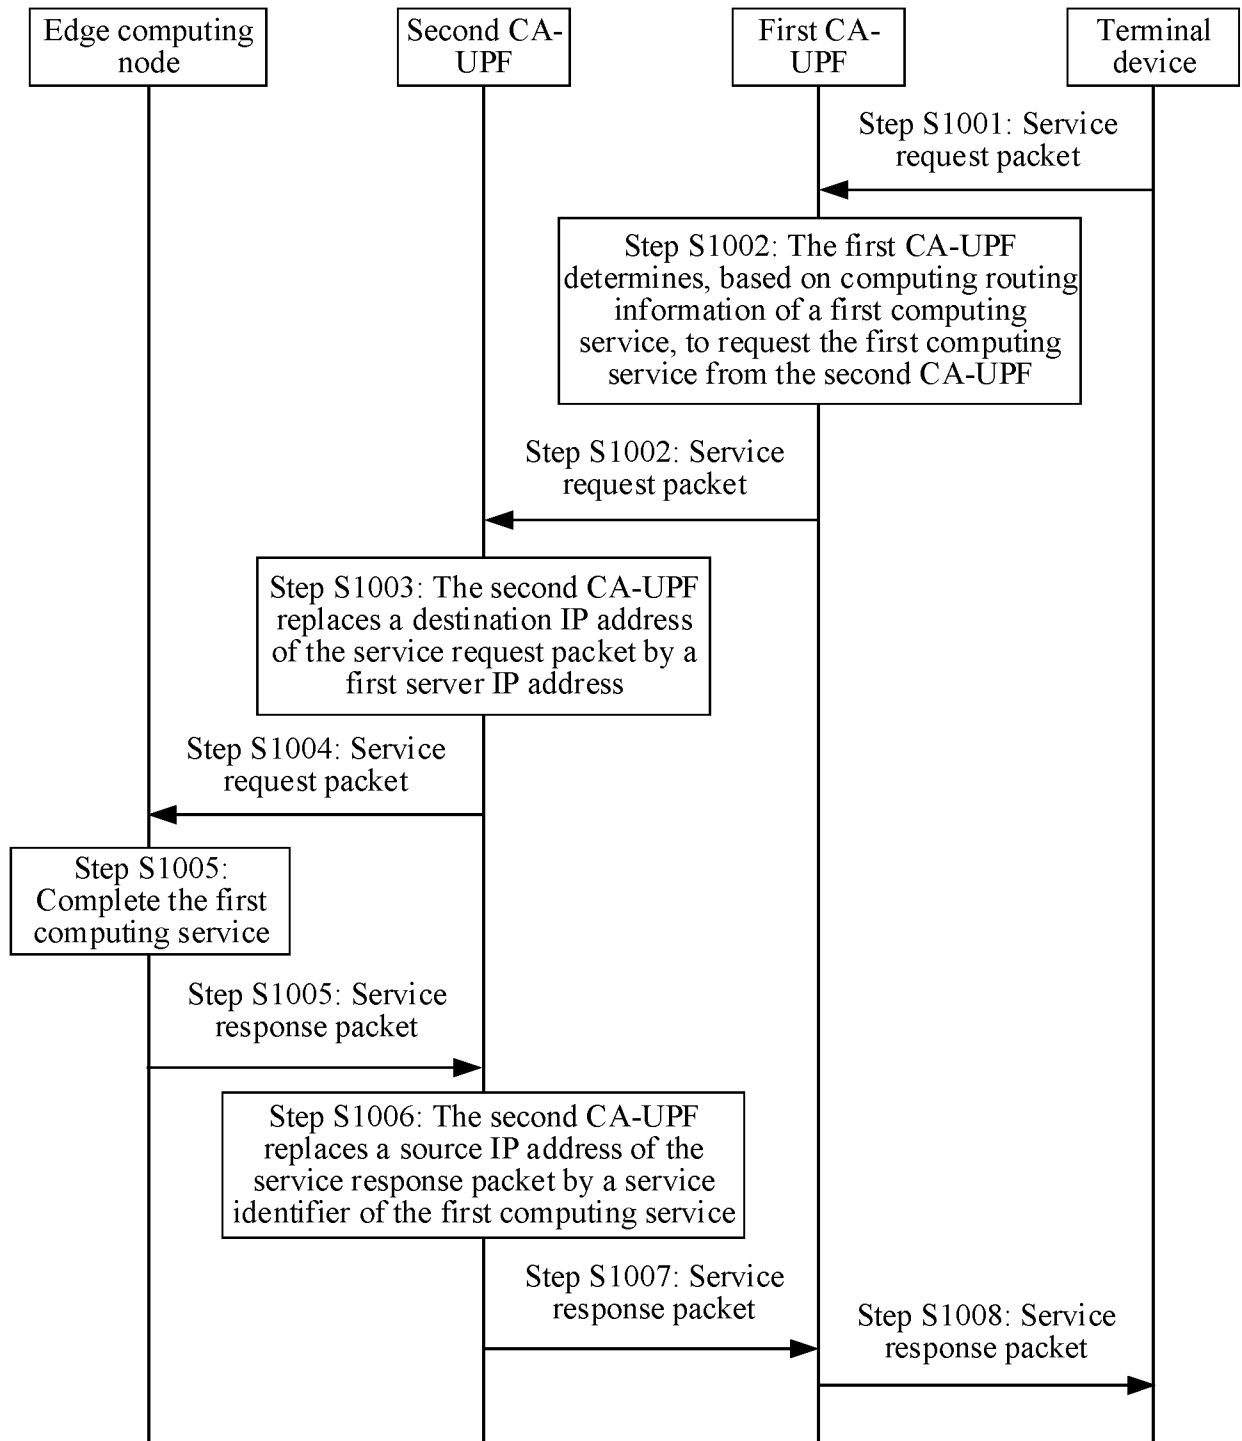 Edge computing
node
Second CA-
UPF
First CA-
UPF
Terminal
device
Step S1001: Service
request packet
Step S1002: The first CA-UPF
determines, based on computing routing
information of a first computing
service, to request the first computing
service from the second CA-UPF
Step S1002: Service
request packet
Step S1003: The second CA-UPF
replaces a destination IP address
of the service request packet by a
first server IP address
Step S1004: Service
request packet
Step S1005:
Complete the first
computing service
Step S1005: Service
response packet
Step S1006: The second CA-UPF
replaces a source IP address of the
service response packet by a service
identifier of the first computing service
Step S1007: Service
response packet
Step S1008: Service
response packet